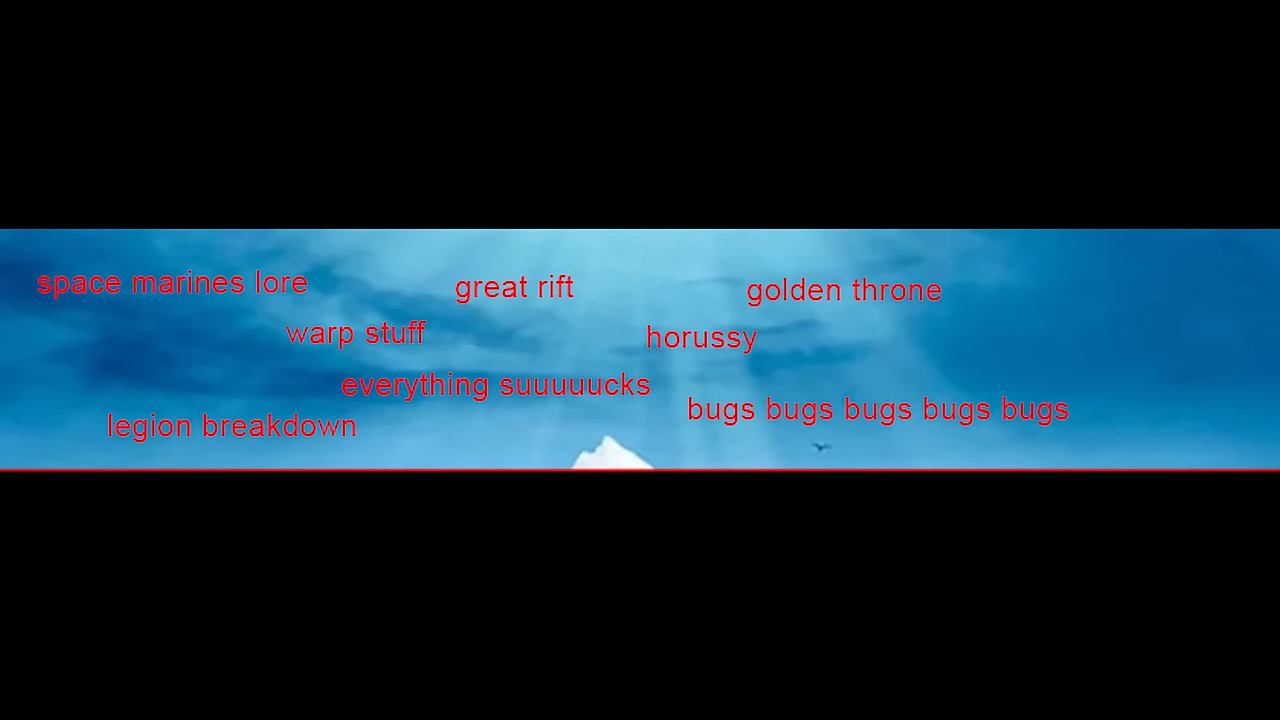 space marines lore
great rift
golden throne
warp stuff
horussy
everything suuuuucks
bugs bugs bugs bugs bugs
legion breakdown